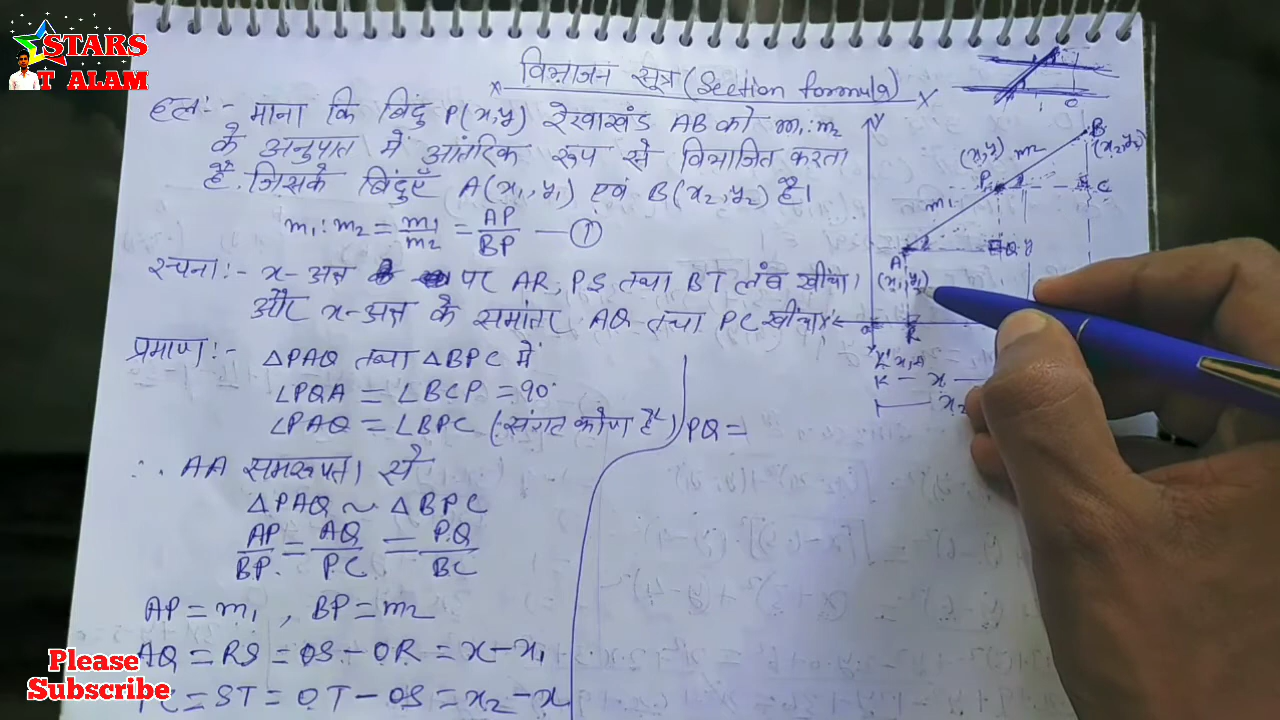 STARS
T ALAM
विभाजन सूत्र (Section formula)
हल:- माना कि बिंदु P(x,y) रेखाखंड AB को m₁:m₂
के अनुपात में आंतरिक रूप से विभाजित करता
है. जिसके बिंदुएँ A(x₁,y₁) एवं B(x₂,y₂) है।
m₁:m₂ = m₁/m₂ = AP/BP — ①
रचना:- x-अक्ष पर AR, PS तथा BT लंब खींचा।
और x-अक्ष के समांतर AQ तथा PC खींचा
प्रमाण:- ΔPAQ तथा ΔBPC में
∠PQA = ∠BCP = 90°
∠PAQ = ∠BPC (संगत कोण है)
∴ AA समरूपता से
ΔPAQ ~ ΔBPC
AP/BP = AQ/PC = PQ/BC
AP = m₁, BP = m₂
AQ = RS = OS - OR = x - x₁
PC = ST = OT - OS = x₂ - x
PQ =
Y
B
(x₂,y₂)
(x,y) m₂
P
C
m₁
Q
A
(x₁,y₁)
R
x
x₂
Please
Subscribe